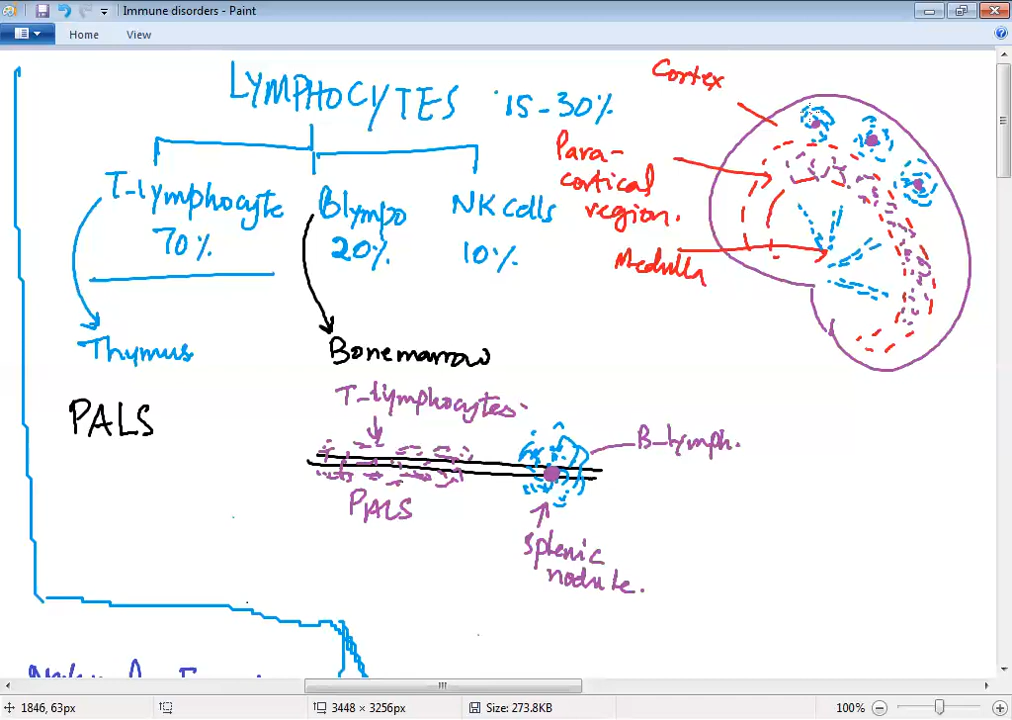 Immune disorders - Paint
Home View
LYMPHOCYTES 15-30%
T-Lymphocyte
70%
Blympo
20%
NK cells
10%
Thymus
Bonemarrow
PALS
Cortex
Para-
cortical
region.
Medulla
T-lymphocytes
PALS
B-lymph.
Splenic
nodule.
1846, 63px
3448 × 3256px
Size: 273.8KB
100%